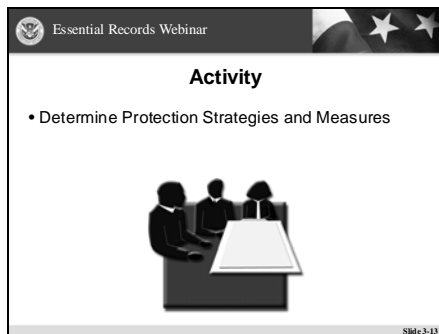 Essential Records Webinar
Activity
• Determine Protection Strategies and Measures
Slide 3-13